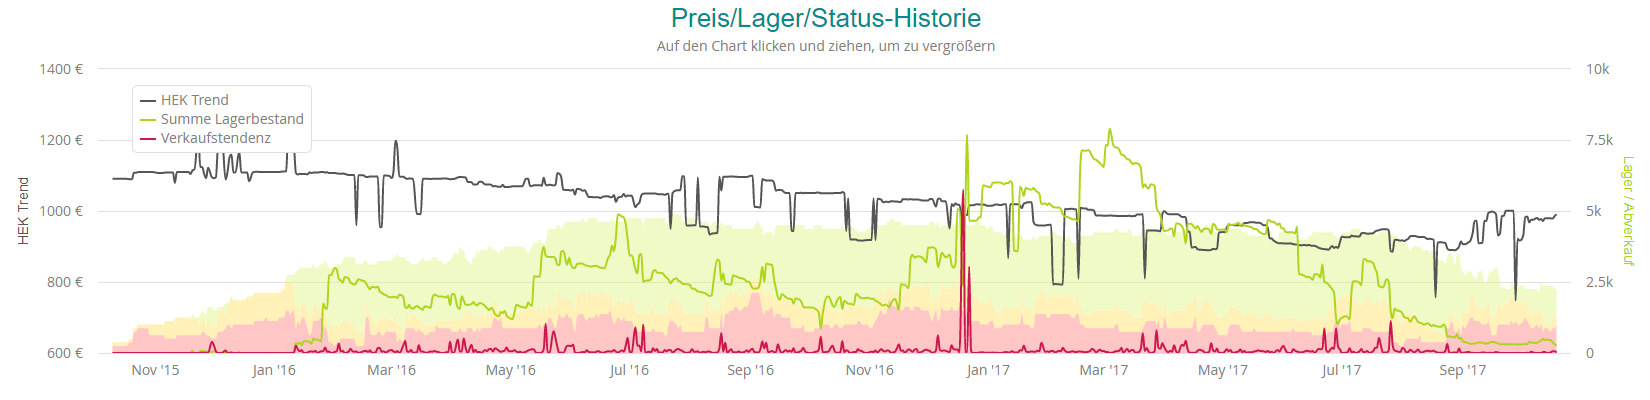 Preis/Lager/Status-Historie
Auf den Chart klicken und ziehen, um zu vergrößern
1400 €
1200 €
1000 €
800 €
600 €
HEK Trend
HEK Trend
Summe Lagerbestand
Verkaufstendenz
10k
7.5k
5k
2.5k
0
Lager / Abverkauf
Nov '15
Jan '16
Mar '16
May '16
Jul '16
Sep '16
Nov '16
Jan '17
Mar '17
May '17
Jul '17
Sep '17